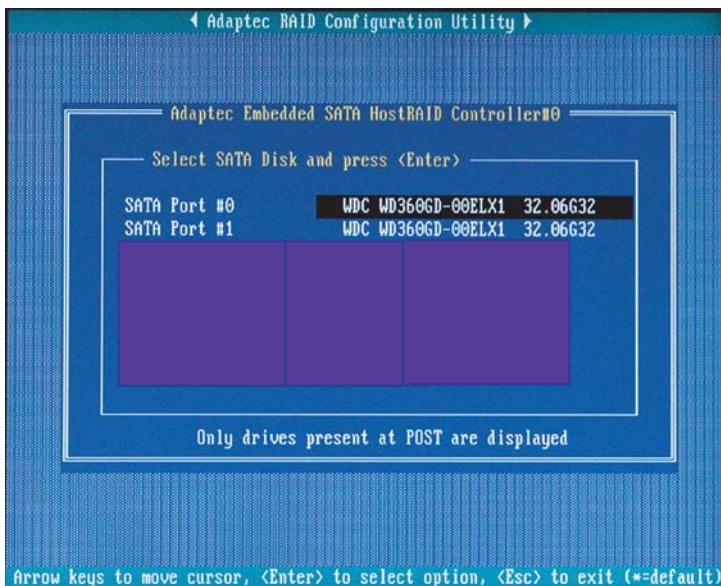 Adaptec RAID Configuration Utility
Adaptec Embedded SATA HostRAID Controller#0
Select SATA Disk and press <Enter>
SATA Port #0 WDC WD360GD-00ELX1 32.06G32
SATA Port #1 WDC WD360GD-00ELX1 32.06G32
Only drives present at POST are displayed
Arrow keys to move cursor, <Enter> to select option, <Esc> to exit (*=default)